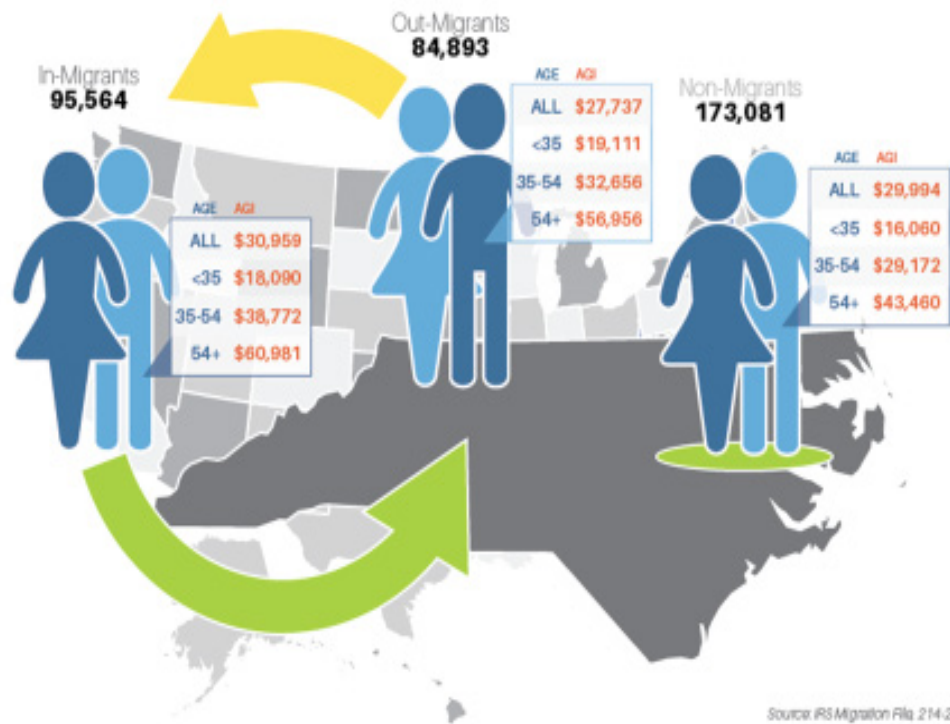 Out-Migrants
84,893
In-Migrants
95,564
Non-Migrants
173,081
AGE AGI
ALL $27,737
<35 $19,111
35-54 $32,656
54+ $56,956
AGE AGI
ALL $29,994
<35 $16,060
35-54 $29,172
54+ $43,460
AGE AGI
ALL $30,959
<35 $18,090
35-54 $38,772
54+ $60,981
Source: IRS Migration File, 214-3